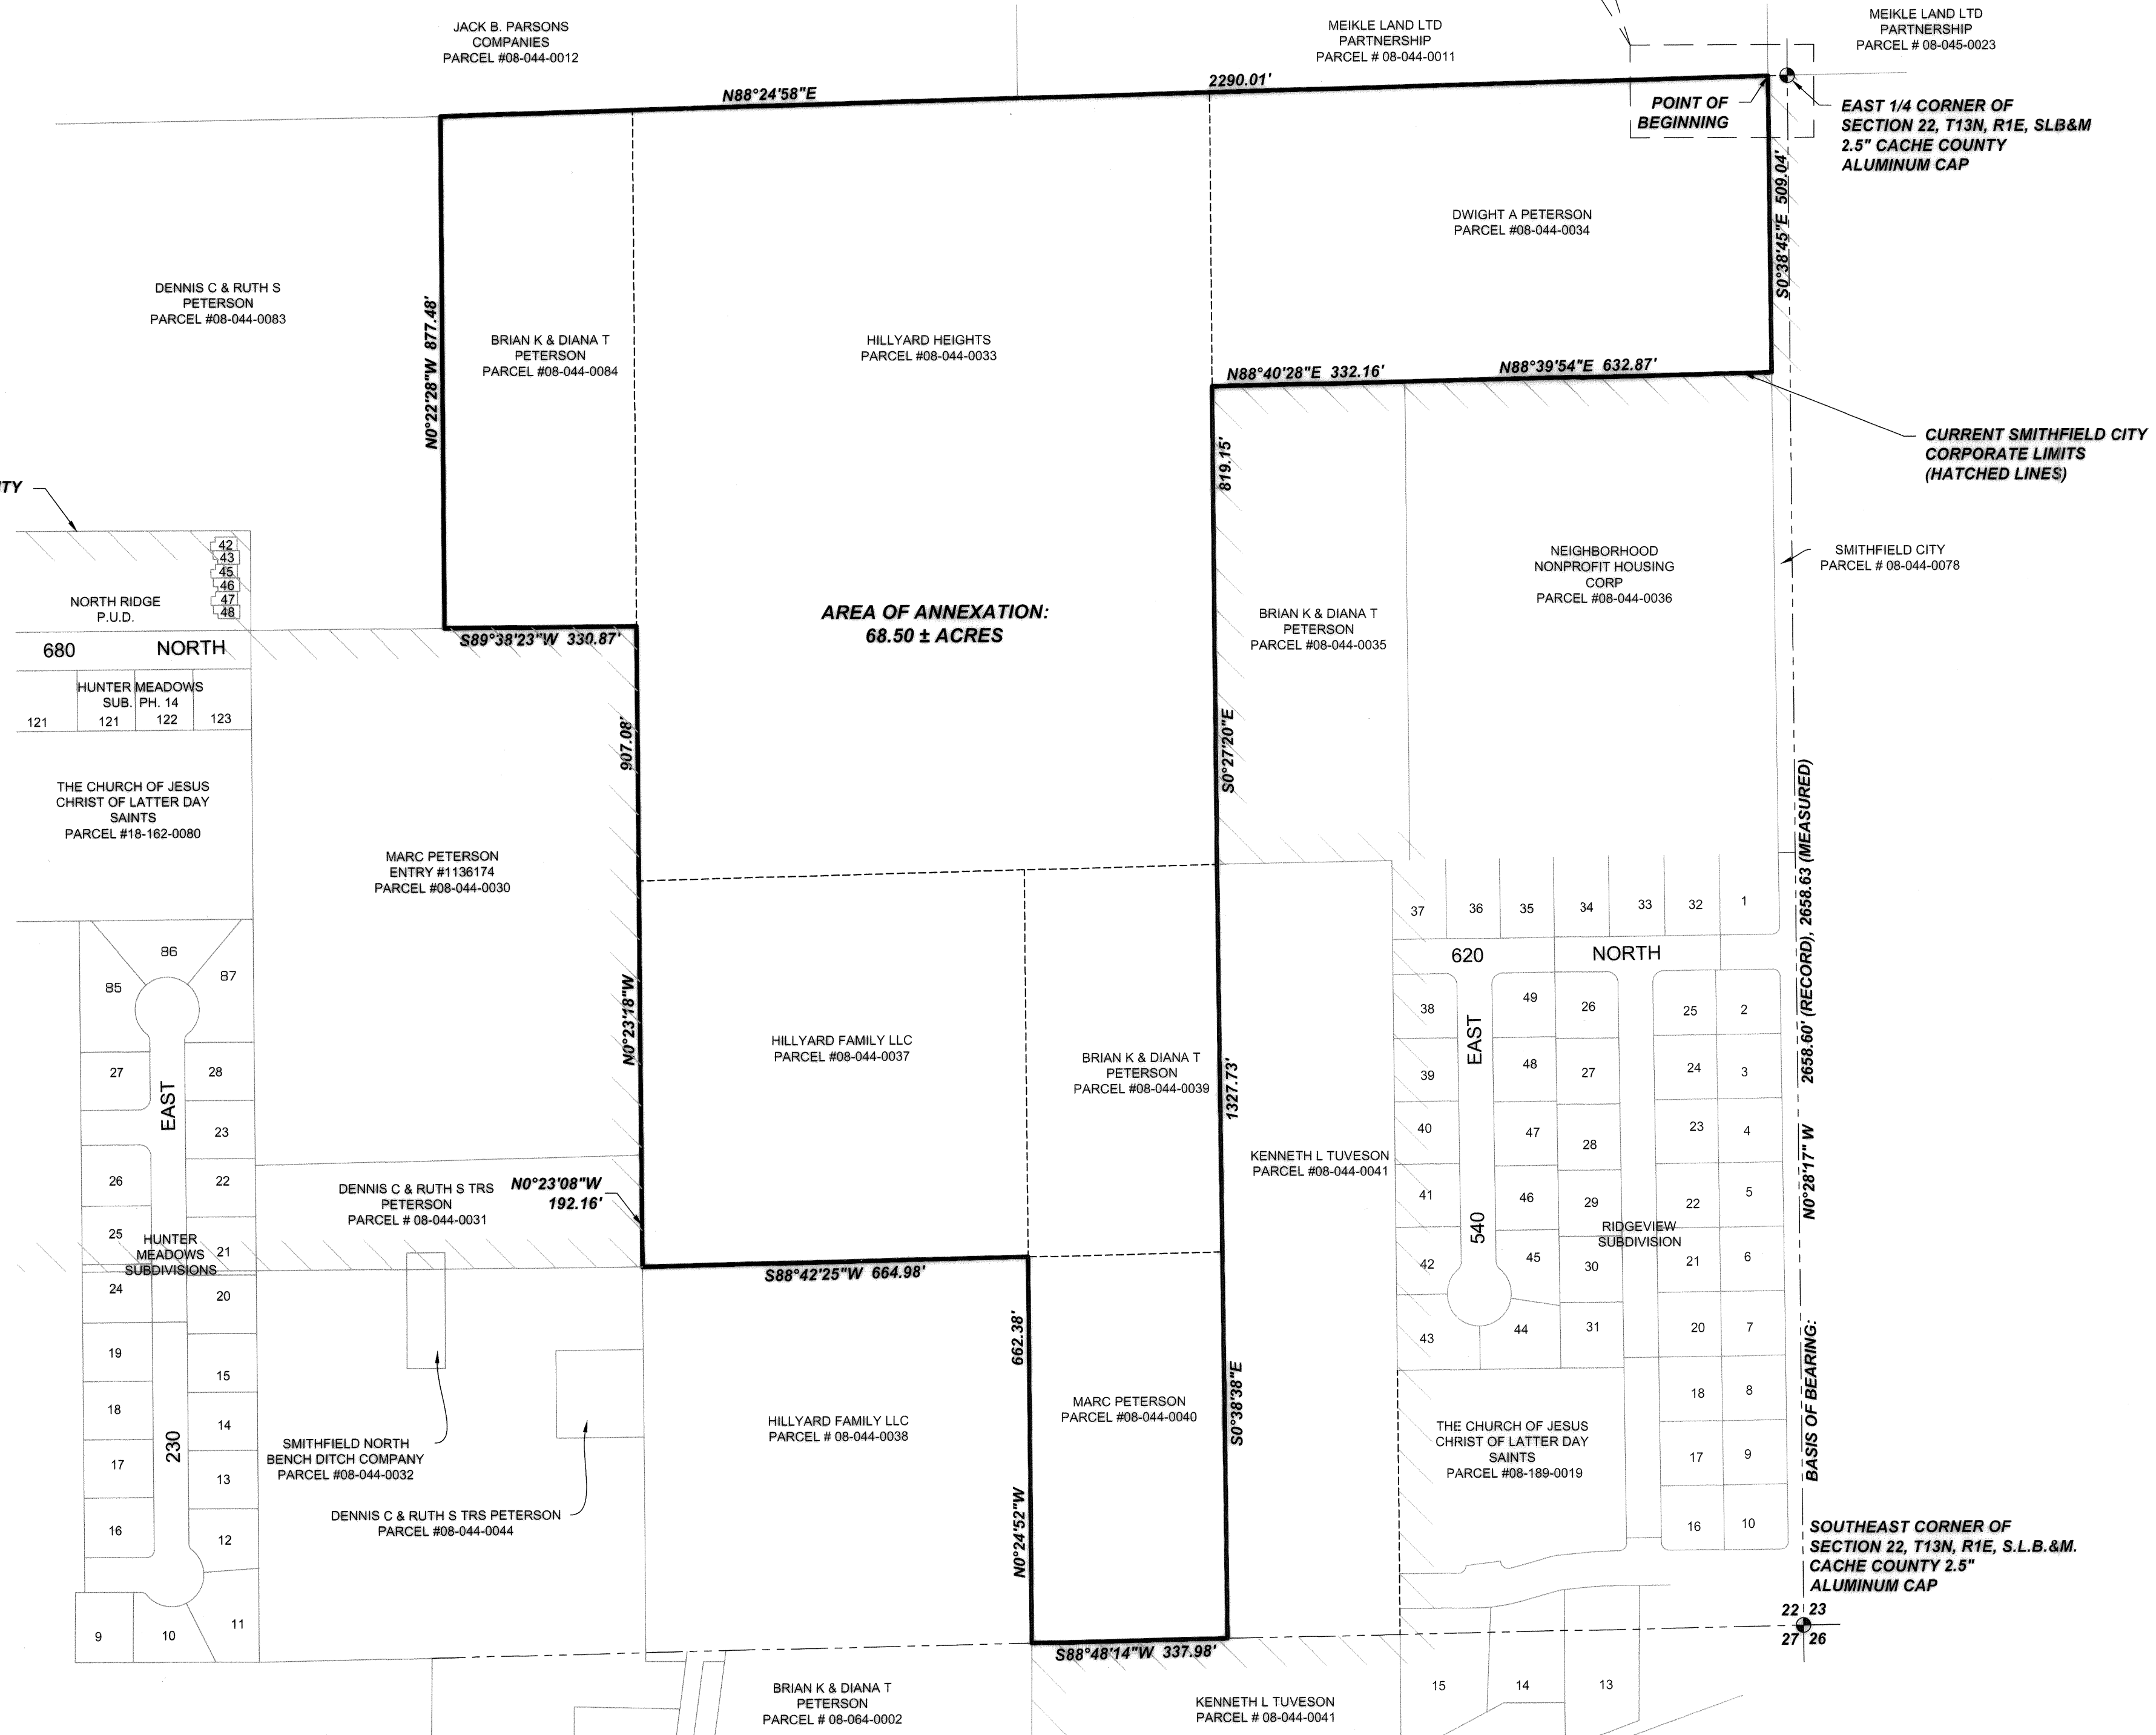 JACK B. PARSONS
COMPANIES
PARCEL #08-044-0012
MEIKLE LAND LTD
PARTNERSHIP
PARCEL # 08-044-0011
MEIKLE LAND LTD
PARTNERSHIP
PARCEL # 08-045-0023
N88°24'58"E
2290.01'
POINT OF
BEGINNING
EAST 1/4 CORNER OF
SECTION 22, T13N, R1E, SLB&M
2.5" CACHE COUNTY
ALUMINUM CAP
S0°38'45"E 509.04'
DWIGHT A PETERSON
PARCEL #08-044-0034
DENNIS C & RUTH S
PETERSON
PARCEL #08-044-0083
N0°22'28"W 877.48'
BRIAN K & DIANA T
PETERSON
PARCEL #08-044-0084
HILLYARD HEIGHTS
PARCEL #08-044-0033
N88°40'28"E 332.16'
N88°39'54"E 632.87'
CURRENT SMITHFIELD CITY
CORPORATE LIMITS
(HATCHED LINES)
819.15'
S0°27'20"E
TY
42
43
45
46
47
48
NORTH RIDGE
P.U.D.
680 NORTH
HUNTER MEADOWS
SUB. PH. 14
121
121
122
123
S89°38'23"W 330.87'
AREA OF ANNEXATION:
68.50 ± ACRES
BRIAN K & DIANA T
PETERSON
PARCEL #08-044-0035
NEIGHBORHOOD
NONPROFIT HOUSING
CORP
PARCEL #08-044-0036
SMITHFIELD CITY
PARCEL # 08-044-0078
THE CHURCH OF JESUS
CHRIST OF LATTER DAY
SAINTS
PARCEL #18-162-0080
907.08'
N0°23'18"W
MARC PETERSON
ENTRY #1136174
PARCEL #08-044-0030
BASIS OF BEARING: N0°28'17" W 2658.60' (RECORD), 2658.63 (MEASURED)
37
36
35
34
33
32
1
620 NORTH
86
85
87
27
28
EAST
23
26
22
25
21
HUNTER
MEADOWS
SUBDIVISIONS
24
20
19
15
18
14
230
17
13
16
12
9
10
11
HILLYARD FAMILY LLC
PARCEL #08-044-0037
BRIAN K & DIANA T
PETERSON
PARCEL #08-044-0039
1327.73'
S0°38'38"E
KENNETH L TUVESON
PARCEL #08-044-0041
DENNIS C & RUTH S TRS
PETERSON
PARCEL # 08-044-0031
N0°23'08"W
192.16'
S88°42'25"W 664.98'
662.38'
N0°24'52"W
38
49
26
25
2
EAST
39
48
27
24
3
40
47
28
23
4
41
46
29
22
5
540
RIDGEVIEW
SUBDIVISION
42
45
30
21
6
43
44
31
20
7
18
8
17
9
16
10
SMITHFIELD NORTH
BENCH DITCH COMPANY
PARCEL #08-044-0032
DENNIS C & RUTH S TRS PETERSON
PARCEL #08-044-0044
HILLYARD FAMILY LLC
PARCEL # 08-044-0038
MARC PETERSON
PARCEL #08-044-0040
THE CHURCH OF JESUS
CHRIST OF LATTER DAY
SAINTS
PARCEL #08-189-0019
SOUTHEAST CORNER OF
SECTION 22, T13N, R1E, S.L.B.&M.
CACHE COUNTY 2.5"
ALUMINUM CAP
22 23
27 26
S88°48'14"W 337.98'
BRIAN K & DIANA T
PETERSON
PARCEL # 08-064-0002
KENNETH L TUVESON
PARCEL # 08-044-0041
15
14
13